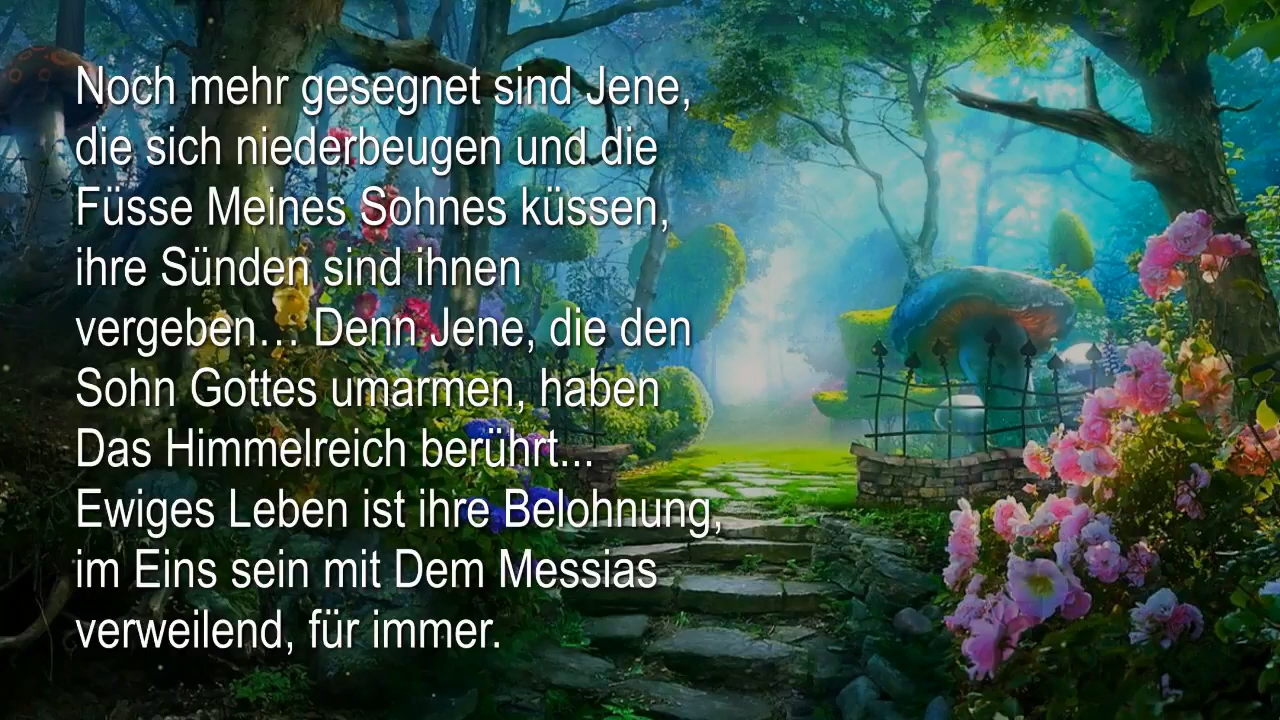 Noch mehr gesegnet sind Jene,
die sich niederbeugen und die
Füsse Meines Sohnes küssen,
ihre Sünden sind ihnen
vergeben… Denn Jene, die den
Sohn Gottes umarmen, haben
Das Himmelreich berührt...
Ewiges Leben ist ihre Belohnung,
im Eins sein mit Dem Messias
verweilend, für immer.